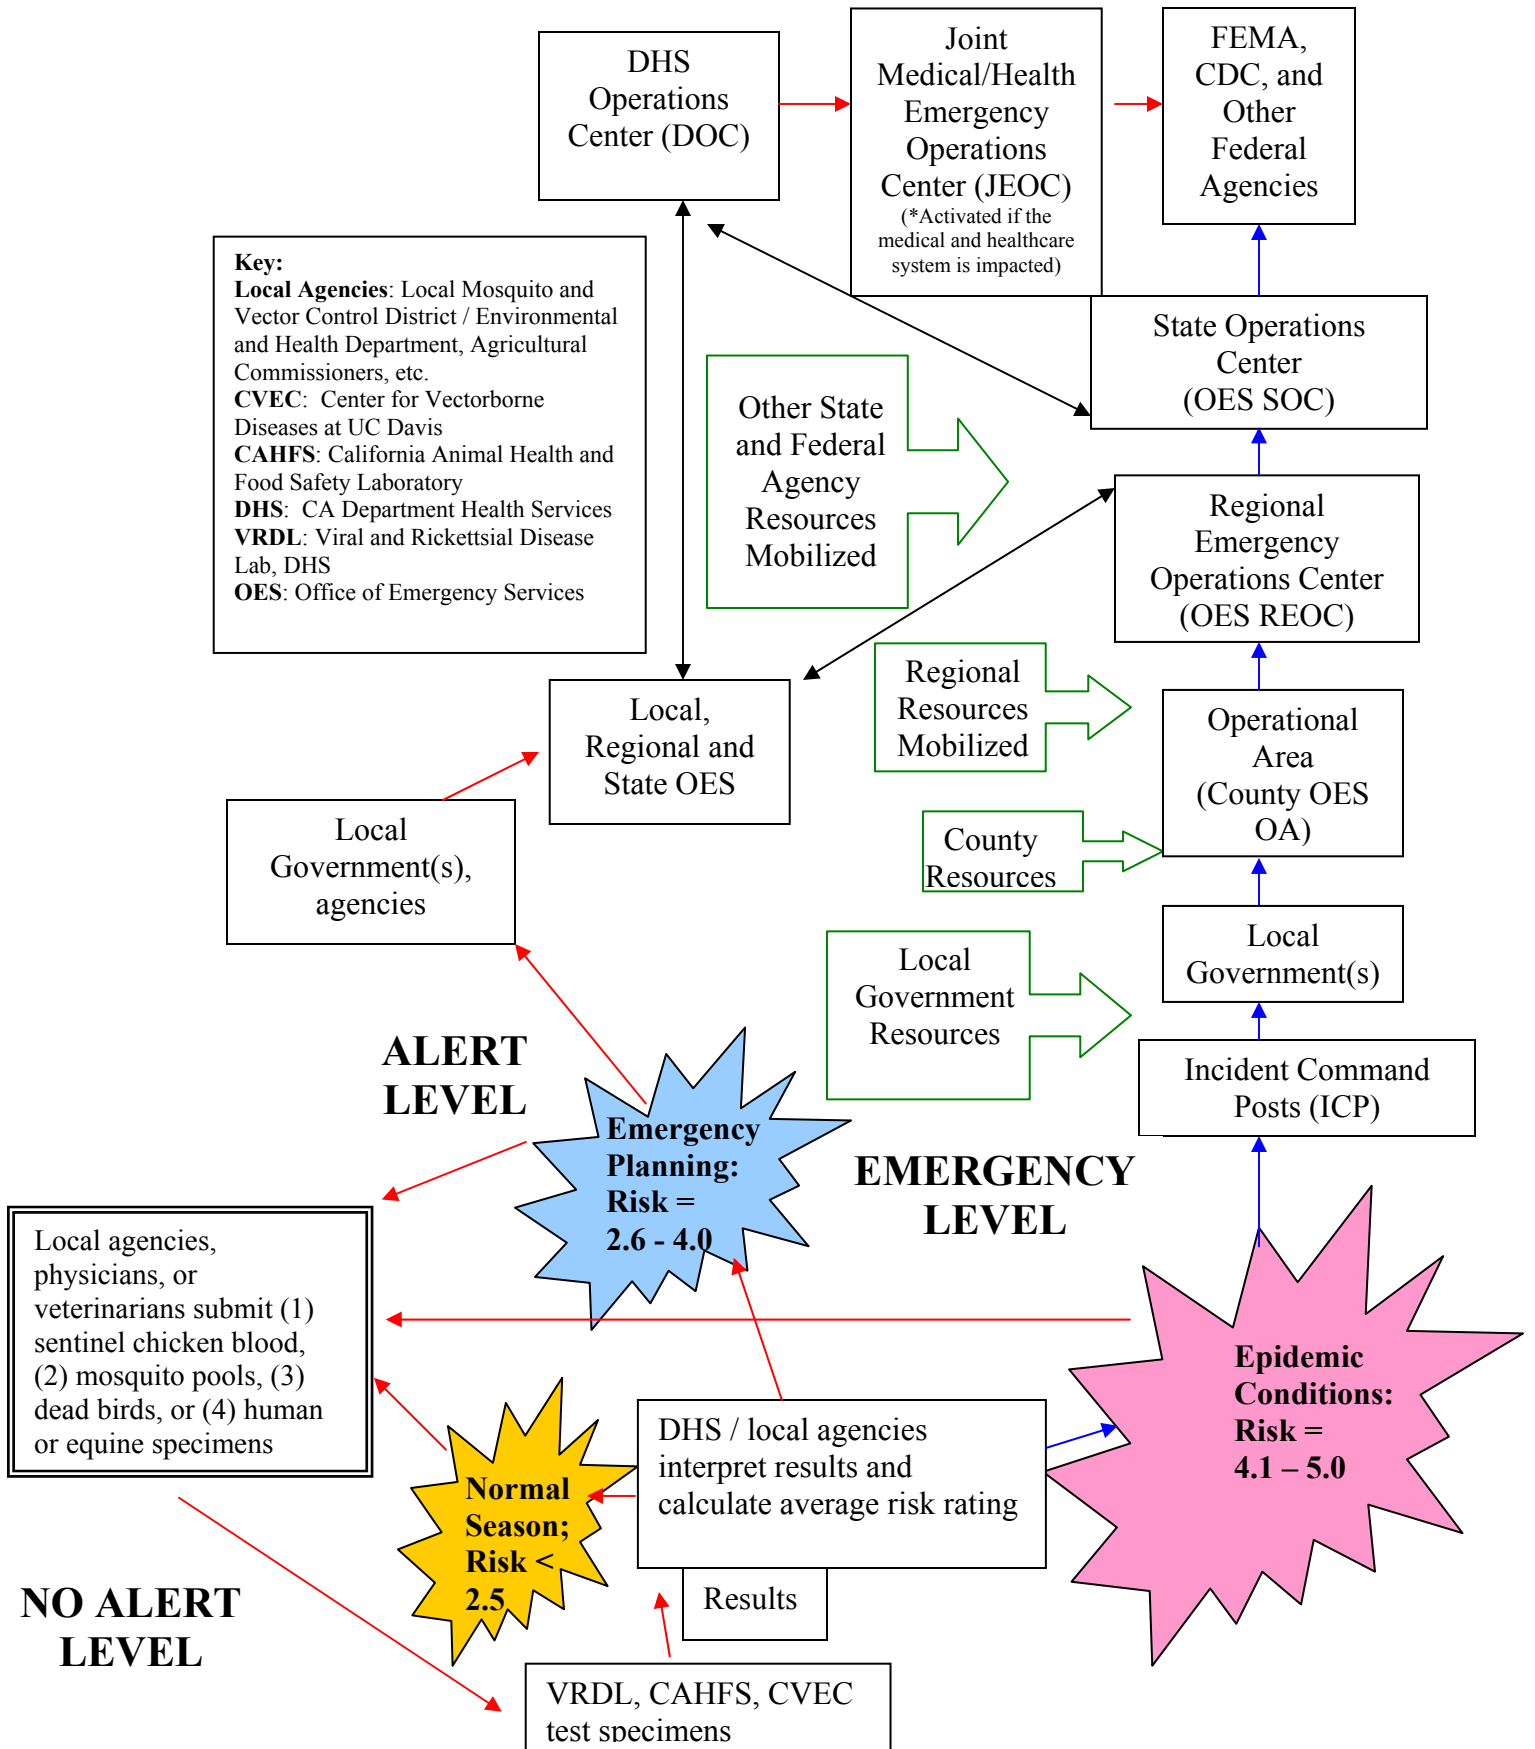 DHS
Operations
Center (DOC)
Joint
Medical/Health
Emergency
Operations
Center (JEOC)
(*Activated if the
medical and healthcare
system is impacted)
FEMA,
CDC, and
Other
Federal
Agencies
Key:
Local Agencies: Local Mosquito and
Vector Control District / Environmental
and Health Department, Agricultural
Commissioners, etc.
CVEC:  Center for Vectorborne
Diseases at UC Davis
CAHFS: California Animal Health and
Food Safety Laboratory
DHS:  CA Department Health Services
VRDL: Viral and Rickettsial Disease
Lab, DHS
OES: Office of Emergency Services
State Operations
Center
(OES SOC)
Other State
and Federal
Agency
Resources
Mobilized
Regional
Emergency
Operations Center
(OES REOC)
Regional
Resources
Mobilized
Local,
Regional and
State OES
Operational
Area
(County OES
OA)
Local
Government(s),
agencies
County
Resources
Local
Government(s)
Local
Government
Resources
Incident Command
Posts (ICP)
ALERT
LEVEL
Emergency
Planning:
Risk =
2.6 - 4.0
EMERGENCY
LEVEL
Local agencies,
physicians, or
veterinarians submit (1)
sentinel chicken blood,
(2) mosquito pools, (3)
dead birds, or (4) human
or equine specimens
Epidemic
Conditions:
Risk =
4.1 – 5.0
DHS / local agencies
interpret results and
calculate average risk rating
Normal
Season;
Risk <
2.5
Results
NO ALERT
LEVEL
VRDL, CAHFS, CVEC
test specimens